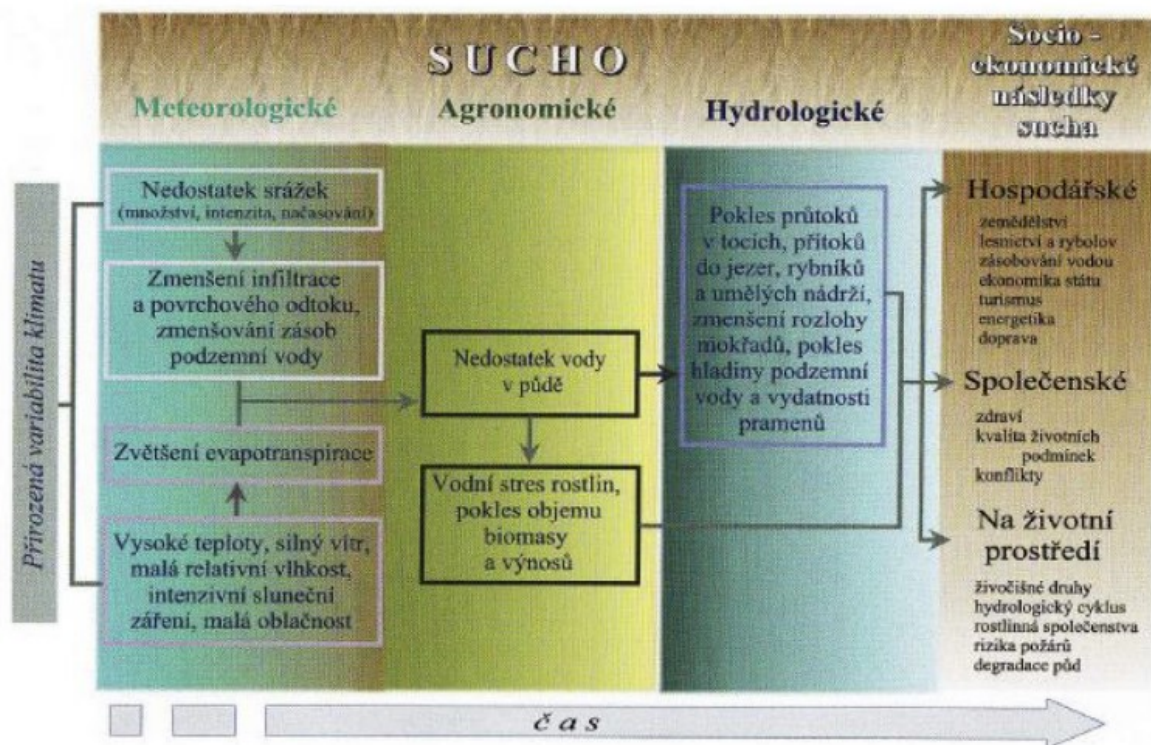 SUCHO
Meteorologické
Agronomické
Hydrologické
Socio -
ekonomické
následky
sucha
Přirozená variabilita klimatu
Nedostatek srážek
(množství, intenzita, načasování)
Zmenšení infiltrace
a povrchového odtoku,
zmenšování zásob
podzemní vody
Zvětšení evapotranspirace
Vysoké teploty, silný vítr,
malá relativní vlhkost,
intenzivní sluneční
záření, malá oblačnost
Nedostatek vody
v půdě
Vodní stres rostlin,
pokles objemu
biomasy
a výnosů
Pokles průtoků
v tocích, přítoků
do jezer, rybníků
a umělých nádrží,
zmenšení rozlohy
mokřadů, pokles
hladiny podzemní
vody a vydatnosti
pramenů
Hospodářské
zemědělství
lesnictví a rybolov
zásobování vodou
ekonomika státu
turismus
energetika
doprava
Společenské
zdraví
kvalita životních
podmínek
konflikty
Na životní
prostředí
živočišné druhy
hydrologický cyklus
rostlinná společenstva
rizika požárů
degradace půd
čas